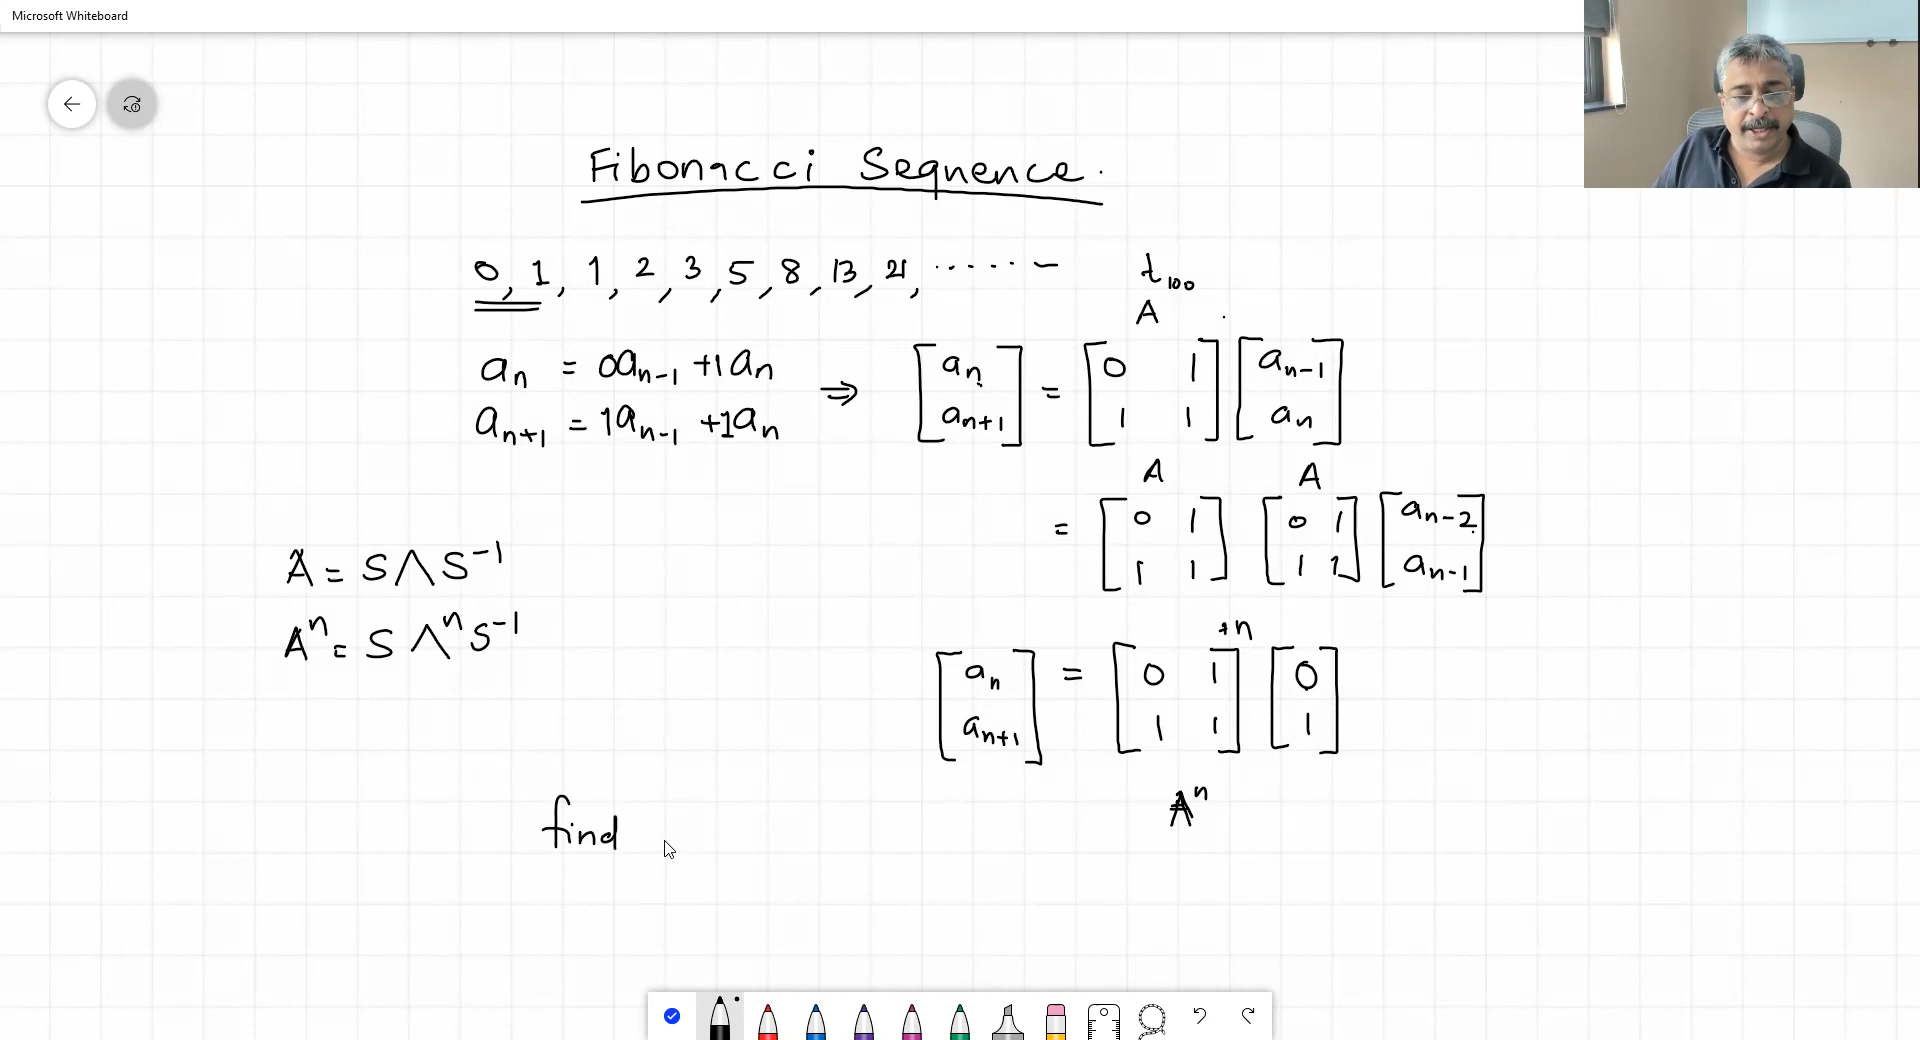 Microsoft Whiteboard
Fibonacci Sequence.
0, 1, 1, 2, 3, 5, 8, 13, 21, ...... –
t₁₀₀
A
aₙ = 0aₙ₋₁ + 1aₙ
aₙ₊₁ = 1aₙ₋₁ + 1aₙ
⇒ [aₙ; aₙ₊₁] = [0 1; 1 1] [aₙ₋₁; aₙ]
A A
= [0 1; 1 1] [0 1; 1 1] [aₙ₋₂; aₙ₋₁]
A = S Λ S⁻¹
Aⁿ = S Λⁿ S⁻¹
[aₙ; aₙ₊₁] = [0 1; 1 1]⁺ⁿ [0; 1]
Aⁿ
find